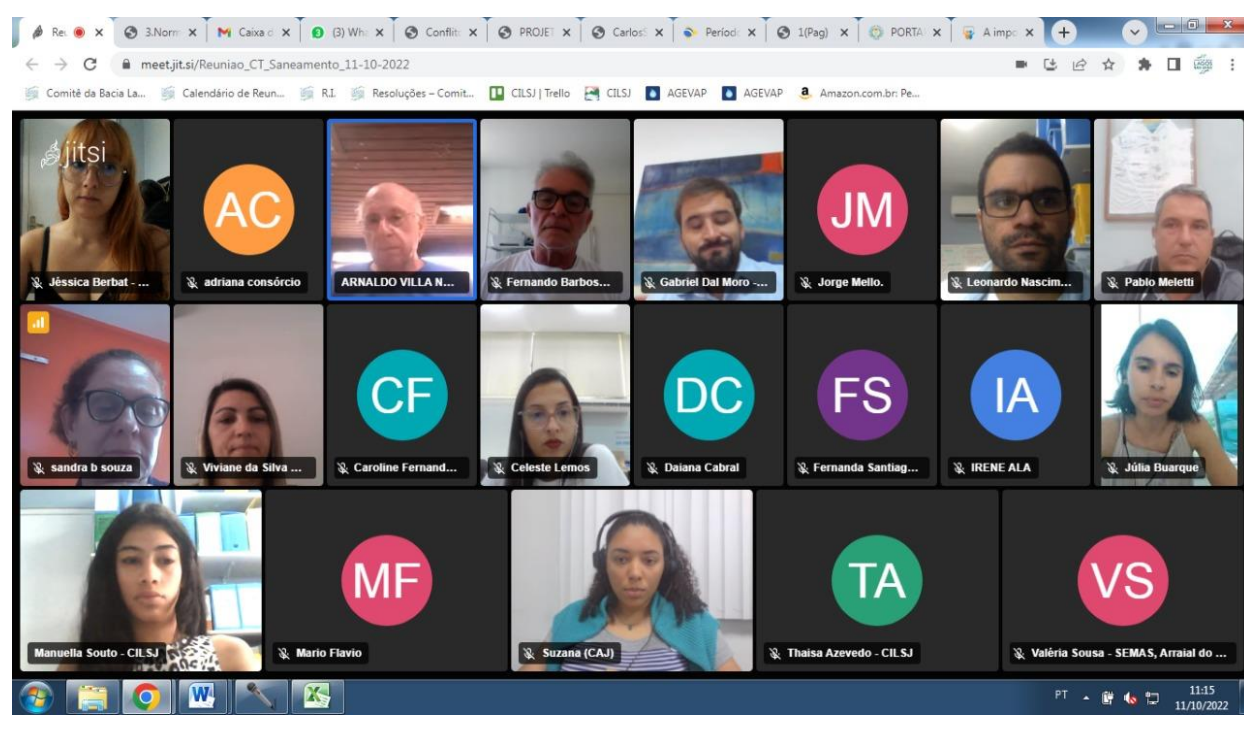 Re
3.Norm
Caixa d
(3) Wha
Conflit
PROJET
Carlos
Períod
1(Pag)
PORTA
A impo
meet.jit.si/Reuniao_CT_Saneamento_11-10-2022
Comitê da Bacia La...
Calendário de Reun...
R.I.
Resoluções – Comit...
CILSJ | Trello
CILSJ
AGEVAP
AGEVAP
Amazon.com.br: Pe...
jitsi
AC
JM
Jéssica Berbat - ...
adriana consórcio
ARNALDO VILLA N...
Fernando Barbos...
Gabriel Dal Moro -...
Jorge Mello.
Leonardo Nascim...
Pablo Meletti
CF
DC
FS
IA
sandra b souza
Viviane da Silva ...
Caroline Fernand...
Celeste Lemos
Daiana Cabral
Fernanda Santiag...
IRENE ALA
Júlia Buarque
MF
TA
VS
Manuella Souto - CILSJ
Mario Flavio
Suzana (CAJ)
Thaisa Azevedo - CILSJ
Valéria Sousa - SEMAS, Arraial do ...
PT
11:15
11/10/2022